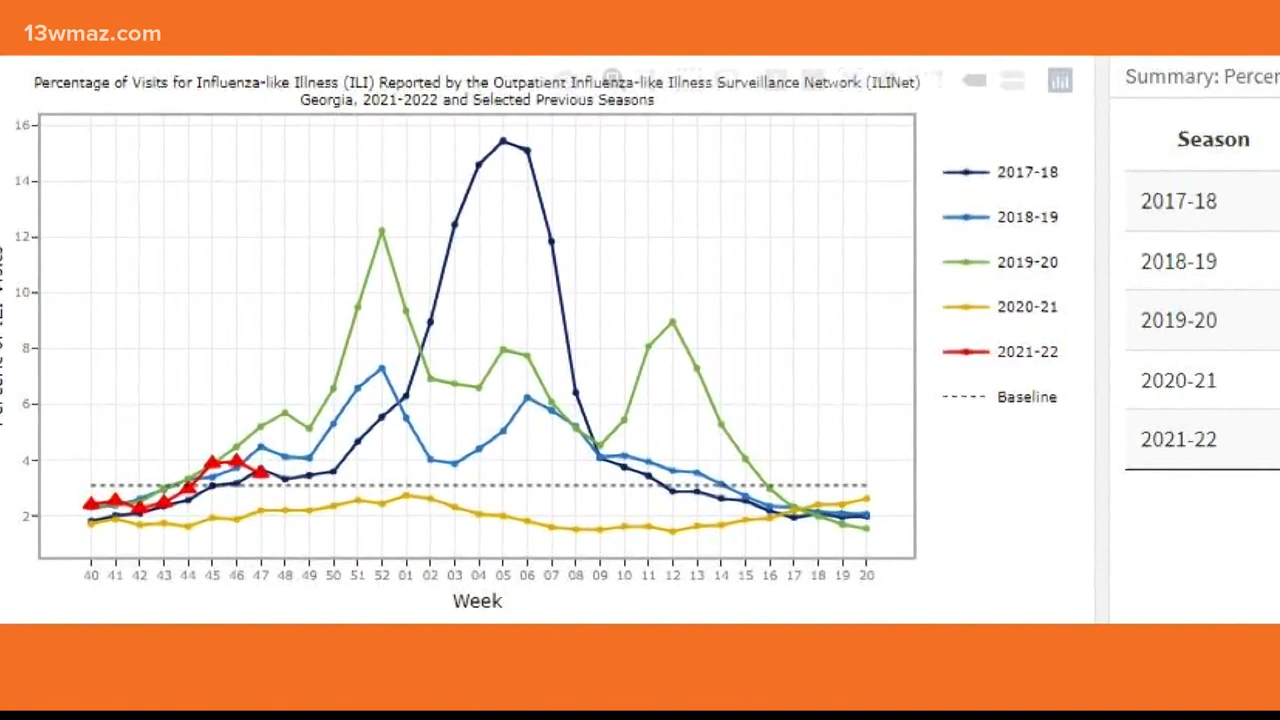 13wmaz.com
Percentage of Visits for Influenza-like Illness (ILI) Reported by the Outpatient Influenza-like Illness Surveillance Network (ILINet)
Georgia, 2021-2022 and Selected Previous Seasons
16
14
12
10
8
6
4
2
40 41 42 43 44 45 46 47 48 49 50 51 52 01 02 03 04 05 06 07 08 09 10 11 12 13 14 15 16 17 18 19 20
Week
2017-18
2018-19
2019-20
2020-21
2021-22
Baseline
Summary: Percer
Season
2017-18
2018-19
2019-20
2020-21
2021-22